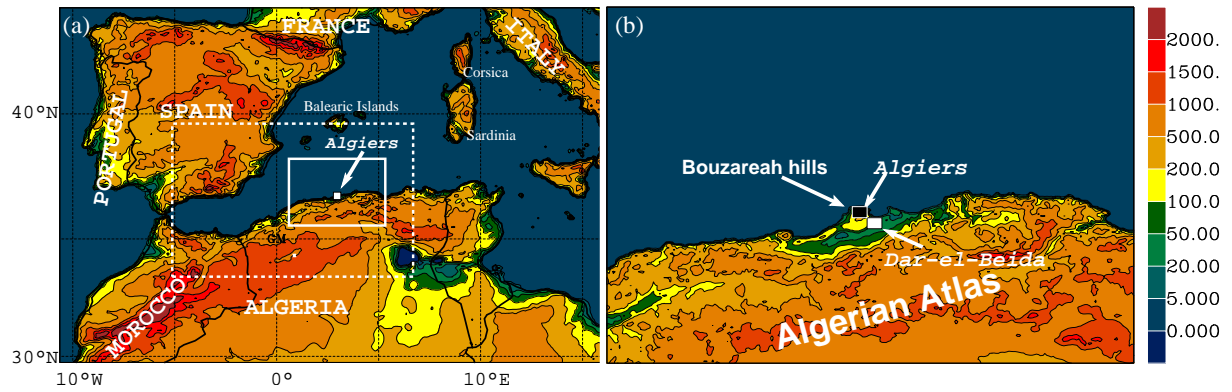 (a)
FRANCE
ITALY
Corsica
40°N
Balearic Islands
SPAIN
PORTUGAL
Sardinia
Algiers
GM
ALGERIA
MOROCCO
30°N
10°W
0°
10°E
(b)
Bouzareah hills
Algiers
Dar-el-Beida
Algerian Atlas
2000.
1500.
1000.
500.0
200.0
100.0
50.00
20.00
5.000
0.000